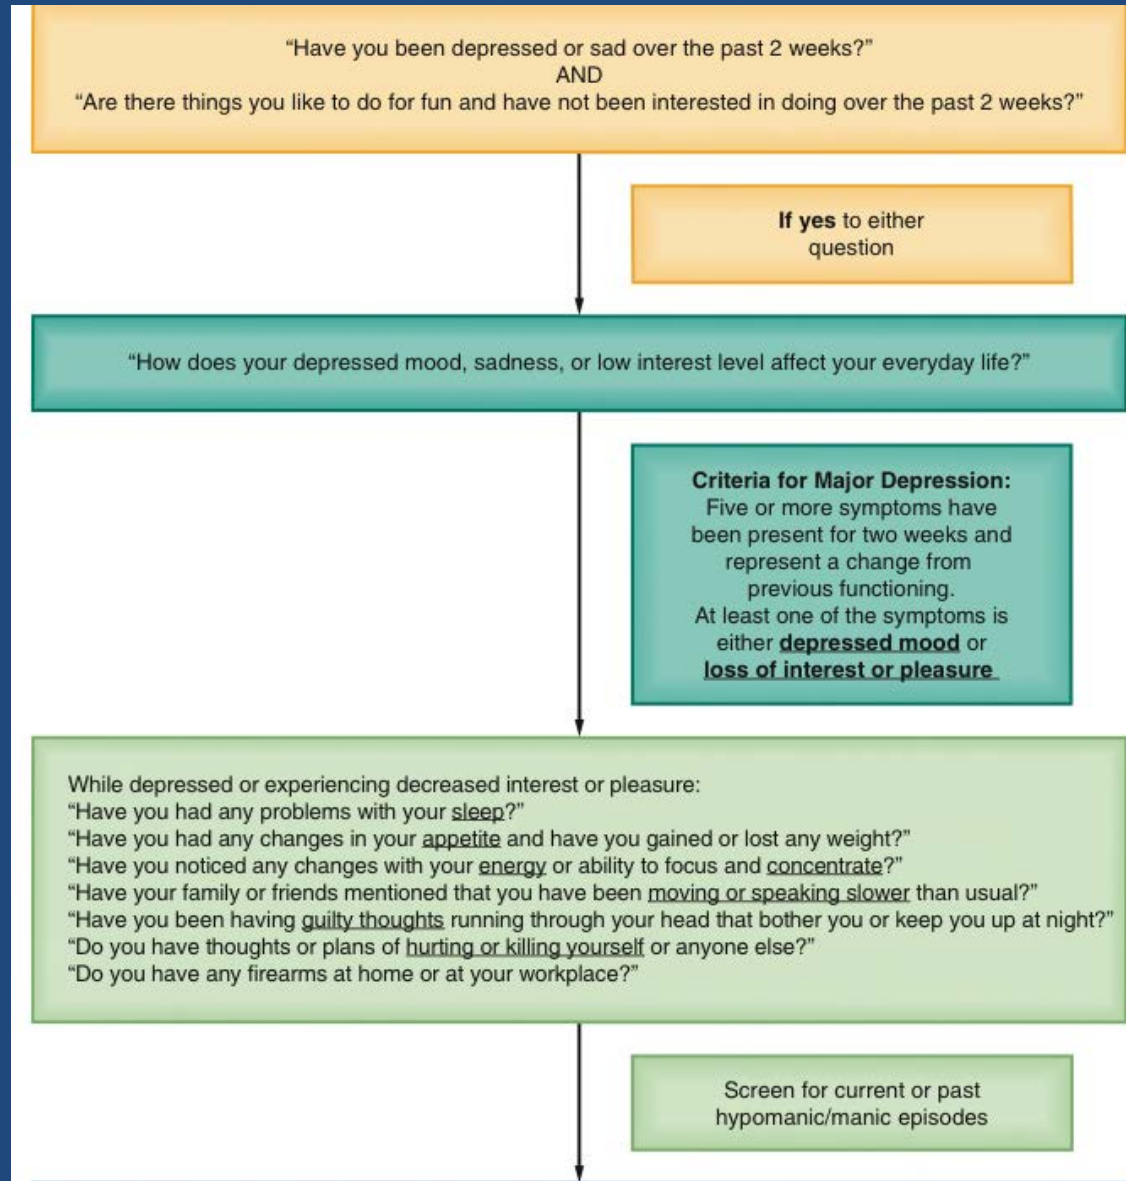 “Have you been depressed or sad over the past 2 weeks?”
AND
“Are there things you like to do for fun and have not been interested in doing over the past 2 weeks?”
If yes to either
question
“How does your depressed mood, sadness, or low interest level affect your everyday life?”
Criteria for Major Depression:
Five or more symptoms have
been present for two weeks and
represent a change from
previous functioning.
At least one of the symptoms is
either depressed mood or
loss of interest or pleasure
While depressed or experiencing decreased interest or pleasure:
“Have you had any problems with your sleep?”
“Have you had any changes in your appetite and have you gained or lost any weight?”
“Have you noticed any changes with your energy or ability to focus and concentrate?”
“Have your family or friends mentioned that you have been moving or speaking slower than usual?”
“Have you been having guilty thoughts running through your head that bother you or keep you up at night?”
“Do you have thoughts or plans of hurting or killing yourself or anyone else?”
“Do you have any firearms at home or at your workplace?”
Screen for current or past
hypomanic/manic episodes